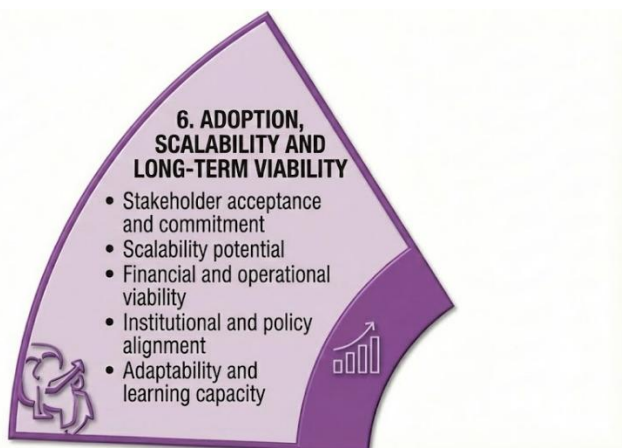 6. ADOPTION,
SCALABILITY AND
LONG-TERM VIABILITY
• Stakeholder acceptance
and commitment
• Scalability potential
• Financial and operational
viability
• Institutional and policy
alignment
• Adaptability and
learning capacity